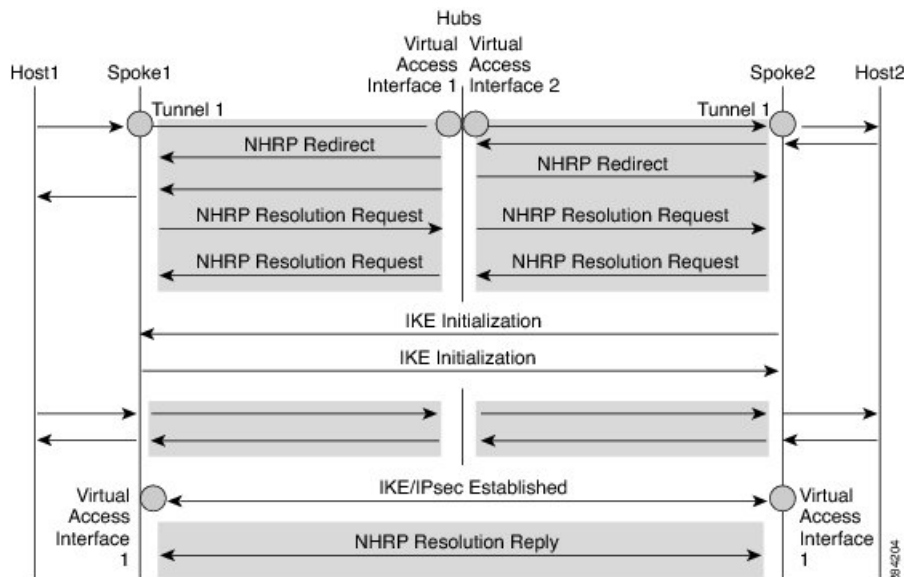 Hubs
Virtual Access Interface 1
Virtual Access Interface 2
Host1
Spoke1
Spoke2
Host2
Tunnel 1
Tunnel 1
NHRP Redirect
NHRP Redirect
NHRP Resolution Request
NHRP Resolution Request
NHRP Resolution Request
NHRP Resolution Request
IKE Initialization
IKE Initialization
IKE/IPsec Established
Virtual
Access
Interface
1
Virtual
Access
Interface
1
NHRP Resolution Reply